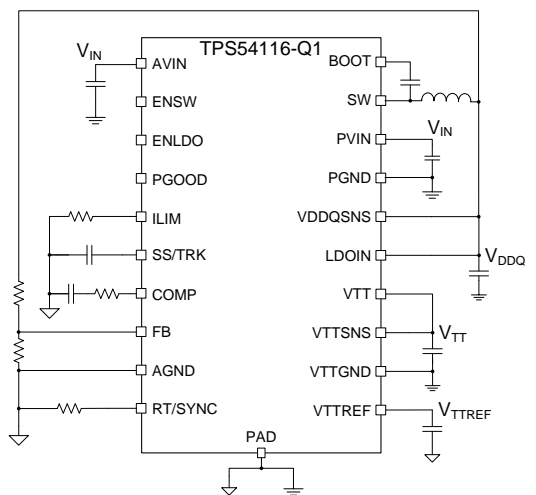 TPS54116-Q1
V_IN
AVIN
ENSW
ENLDO
PGOOD
ILIM
SS/TRK
COMP
FB
AGND
RT/SYNC
PAD
BOOT
SW
PVIN
V_IN
PGND
VDDQSNS
LDOIN
V_DDQ
VTT
VTTSNS
V_TT
VTTGND
VTTREF
V_TTREF